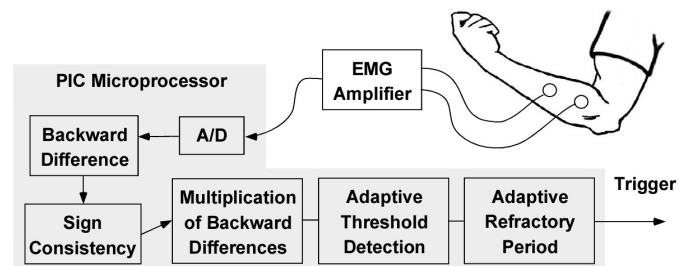 PIC Microprocessor
EMG
Amplifier
A/D
Backward
Difference
Sign
Consistency
Multiplication
of Backward
Differences
Adaptive
Threshold
Detection
Adaptive
Refractory
Period
Trigger